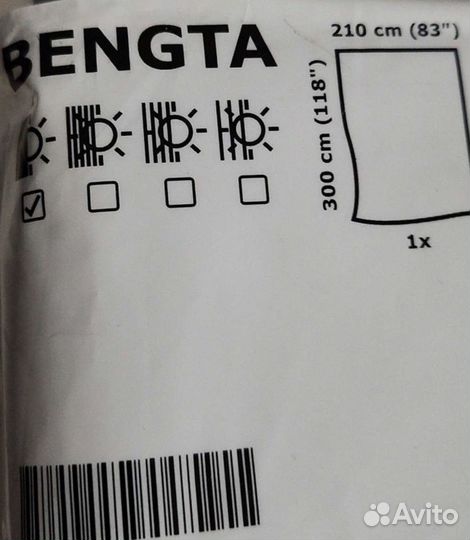 BENGTA
210 cm (83")
300 cm (118")
1x
Avito